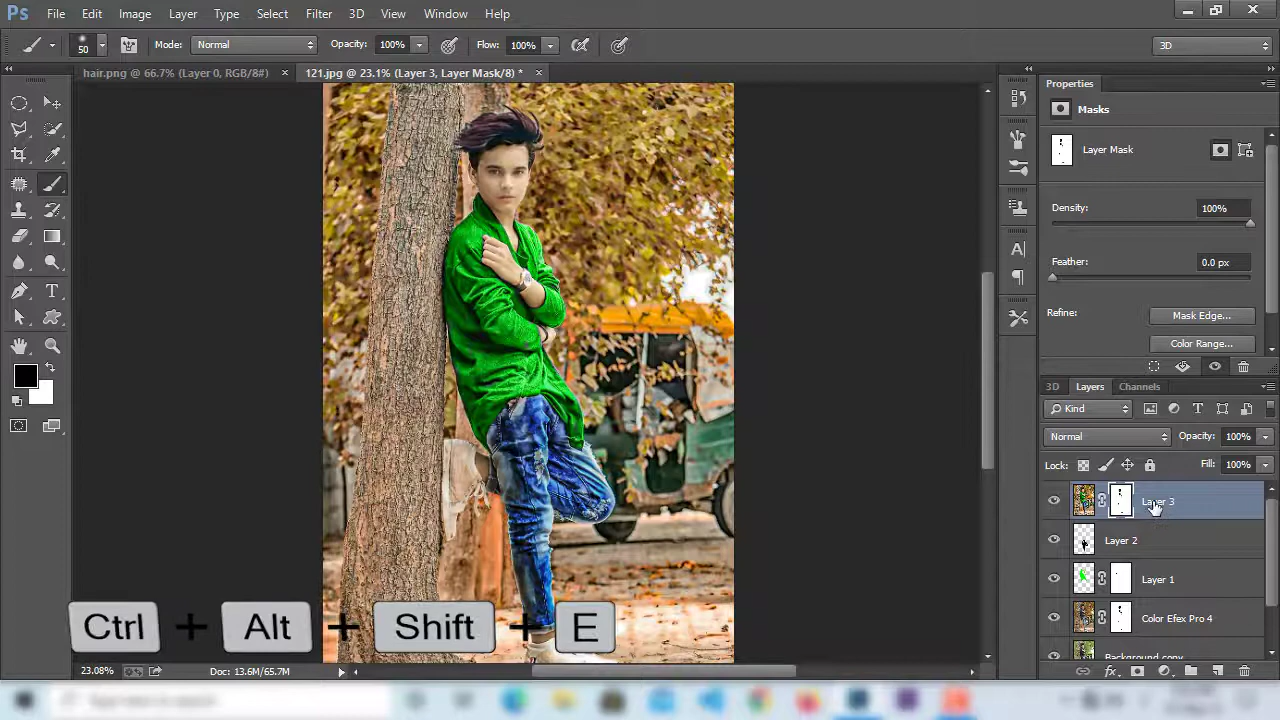 Ps File Edit Image Layer Type Select Filter 3D View Window Help
50 Mode: Normal Opacity: 100% Flow: 100% 3D
hair.png @ 66.7% (Layer 0, RGB/8#) × 121.jpg @ 23.1% (Layer 3, Layer Mask/8) * ×
Properties
Masks
Layer Mask
Density: 100%
Feather: 0.0 px
Refine: Mask Edge...
Color Range...
3D Layers Channels
Kind
Normal Opacity: 100%
Lock: Fill: 100%
Layer 3
Layer 2
Layer 1
Color Efex Pro 4
Background copy
Ctrl + Alt + Shift + E
23.08% Doc: 13.6M/65.7M